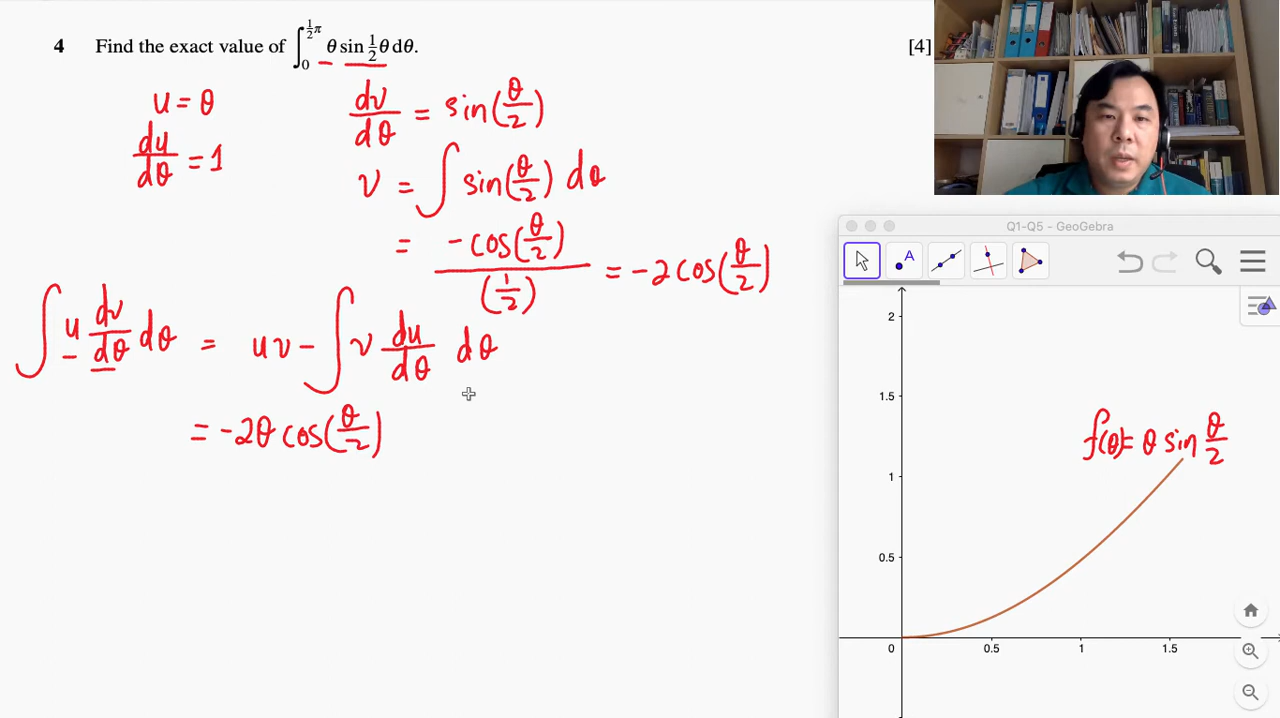 4 Find the exact value of ∫₀^{½π} θ sin ½θ dθ. [4]
u = θ
du/dθ = 1
dv/dθ = sin(θ/2)
v = ∫ sin(θ/2) dθ
= -cos(θ/2)/(1/2) = -2cos(θ/2)
∫ u dv/dθ dθ = uv - ∫ v du/dθ dθ
= -2θ cos(θ/2)
Q1-Q5 - GeoGebra
A
2
1.5
f(θ)= θ sin θ/2
1
0.5
0 0.5 1 1.5